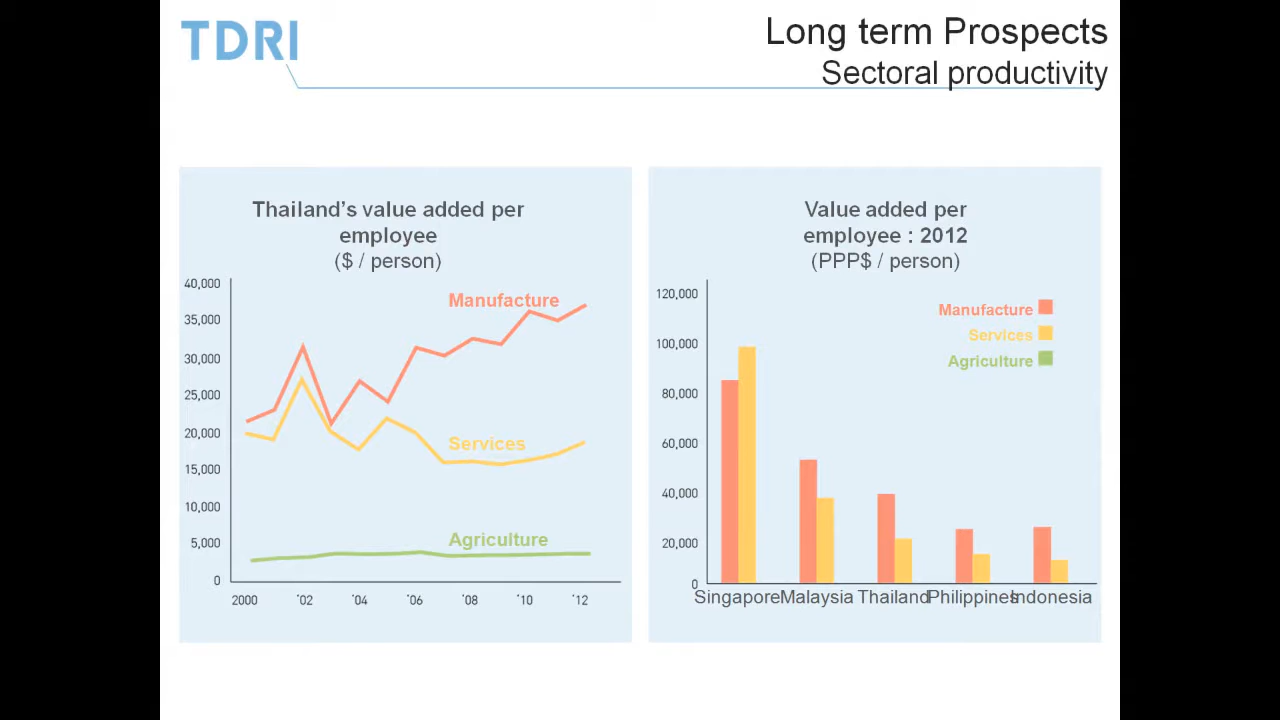 TDRI
Long term Prospects
Sectoral productivity
Thailand's value added per
employee
($ / person)
40,000
35,000
30,000
25,000
20,000
15,000
10,000
5,000
0
Manufacture
Services
Agriculture
2000 '02 '04 '06 '08 '10 '12
Value added per
employee : 2012
(PPP$ / person)
120,000
100,000
80,000
60,000
40,000
20,000
0
Manufacture
Services
Agriculture
Singapore Malaysia Thailand Philippines Indonesia